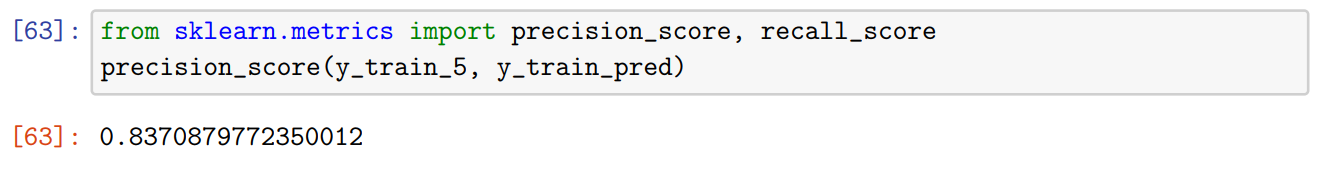 [63]: from sklearn.metrics import precision_score, recall_score
precision_score(y_train_5, y_train_pred)
[63]: 0.8370879772350012